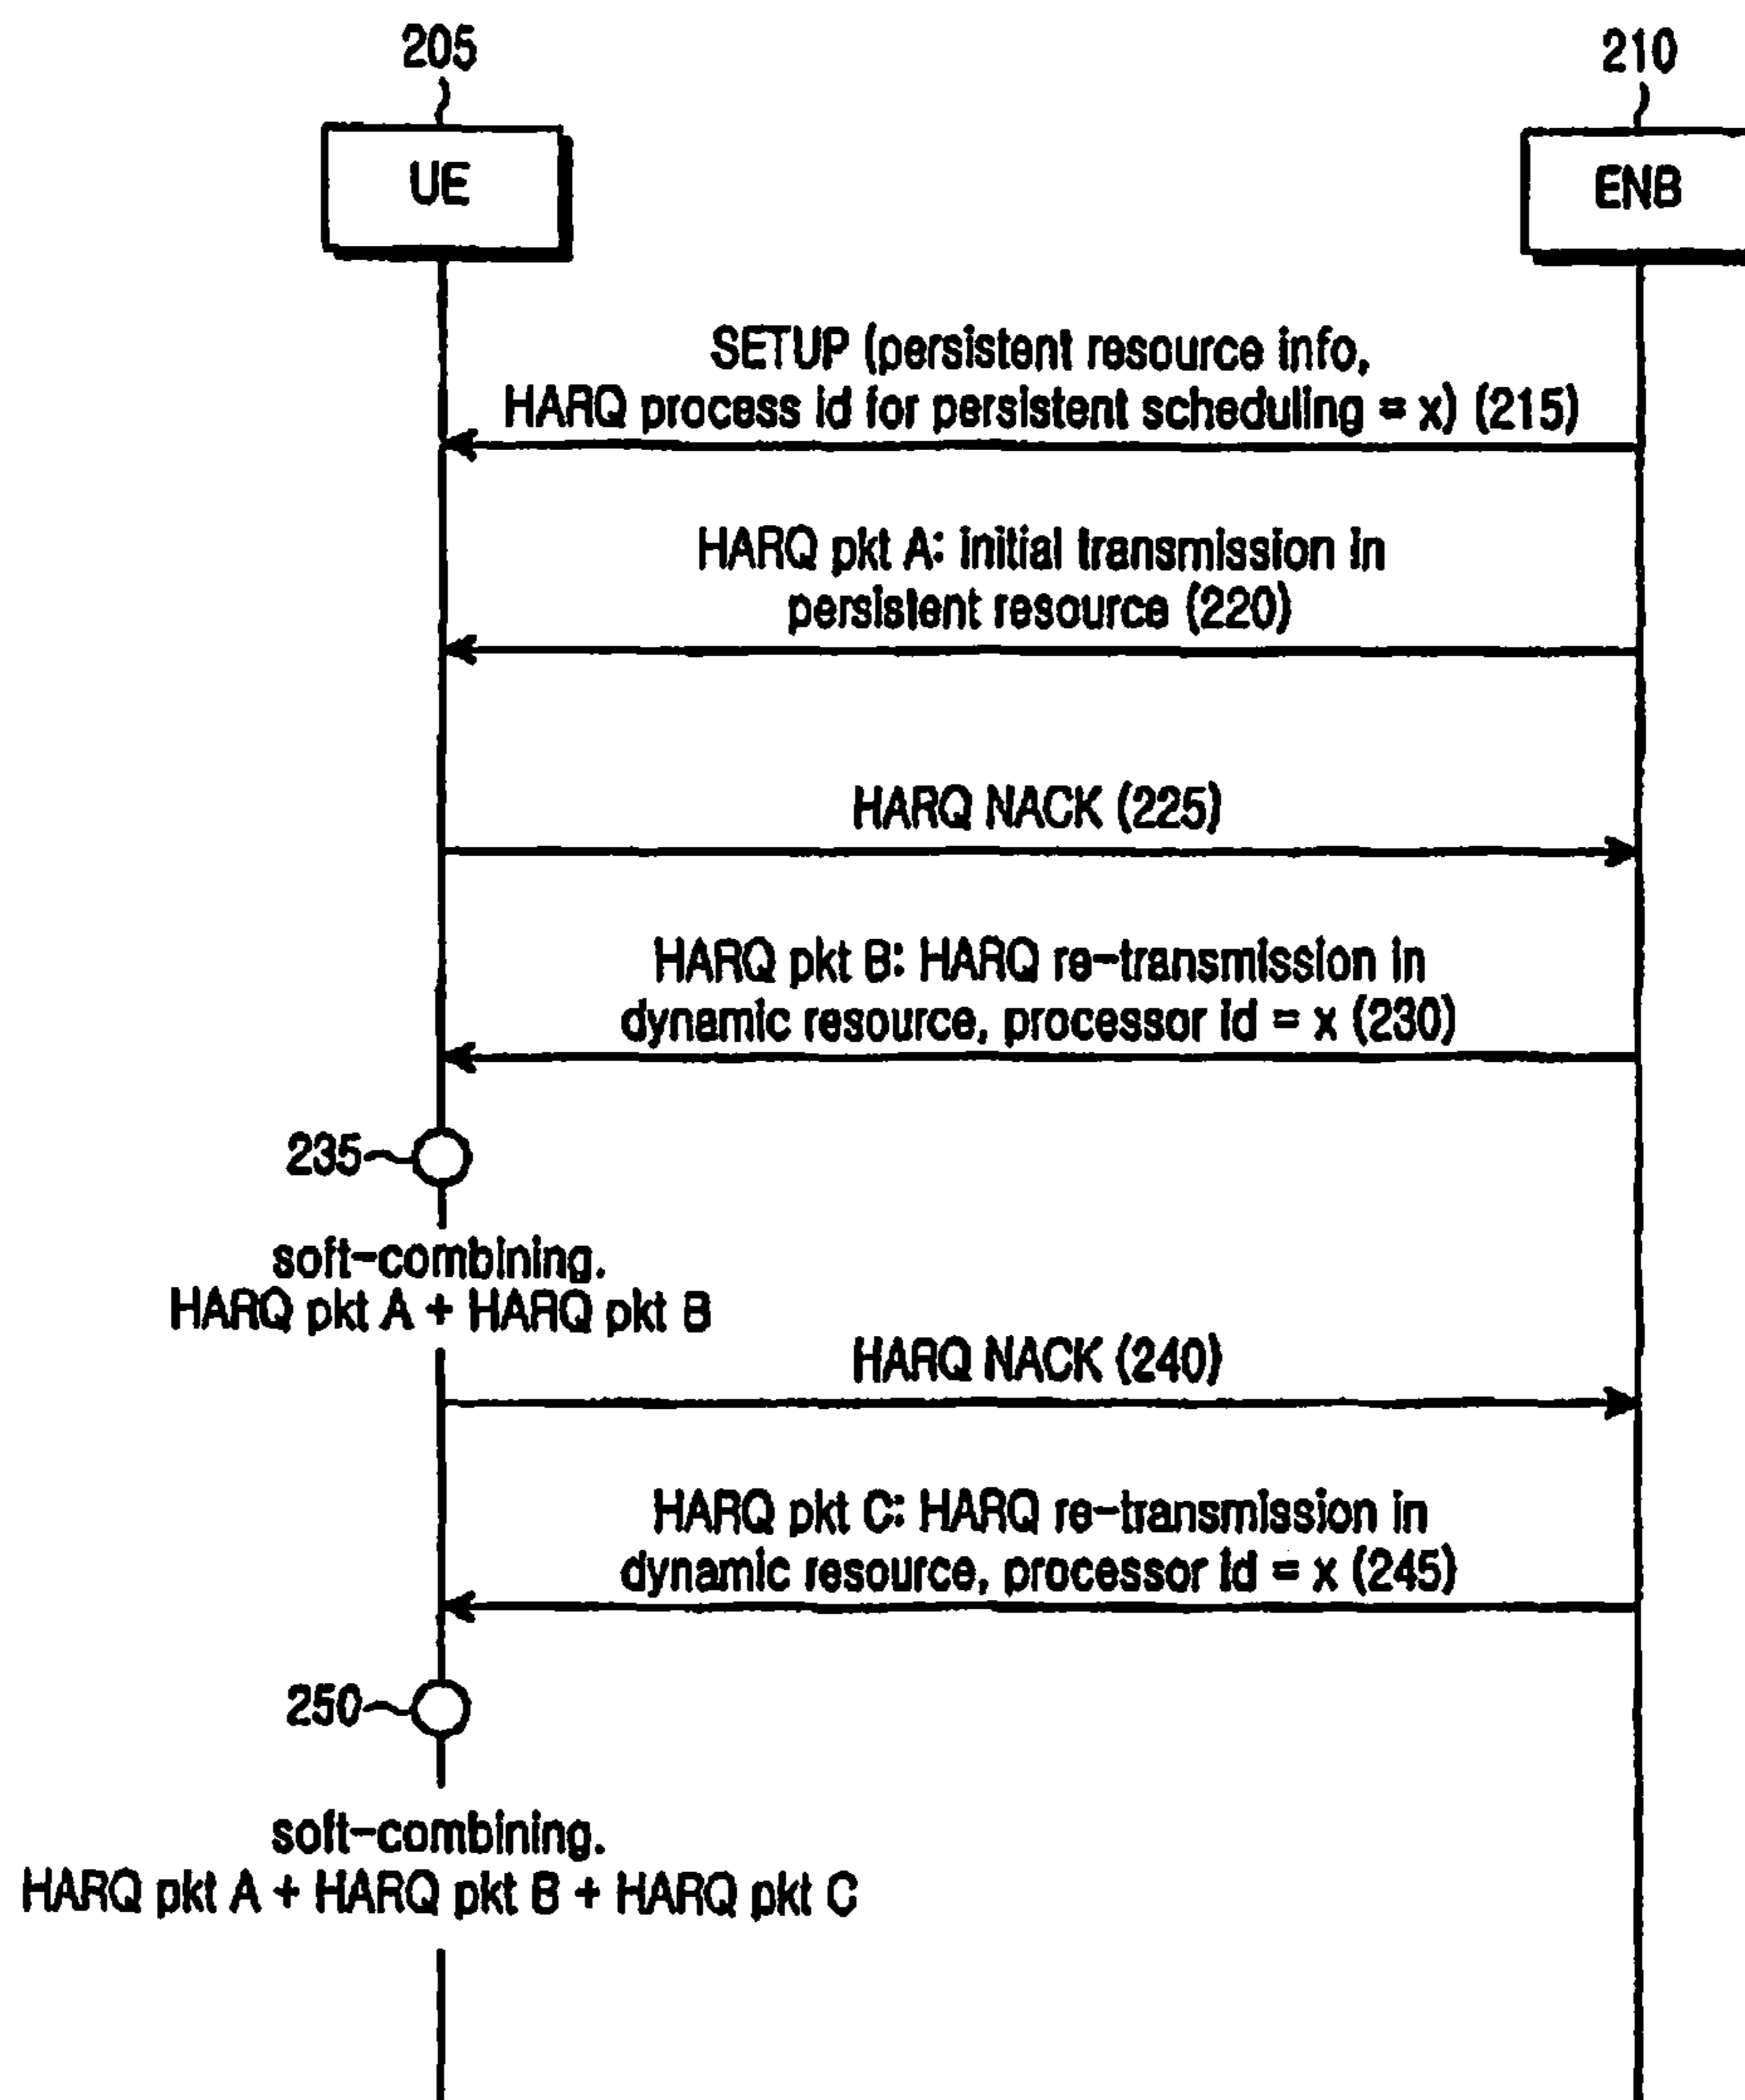 205
210
UE
ENB
SETUP (persistent resource info,
HARQ process id for persistent scheduling = x) (215)
HARQ pkt A: initial transmission in
persistent resource (220)
HARQ NACK (225)
HARQ pkt B: HARQ re-transmission in
dynamic resource, processor id = x (230)
235
soft-combining.
HARQ pkt A + HARQ pkt B
HARQ NACK (240)
HARQ pkt C: HARQ re-transmission in
dynamic resource, processor id = x (245)
250
soft-combining.
HARQ pkt A + HARQ pkt B + HARQ pkt C